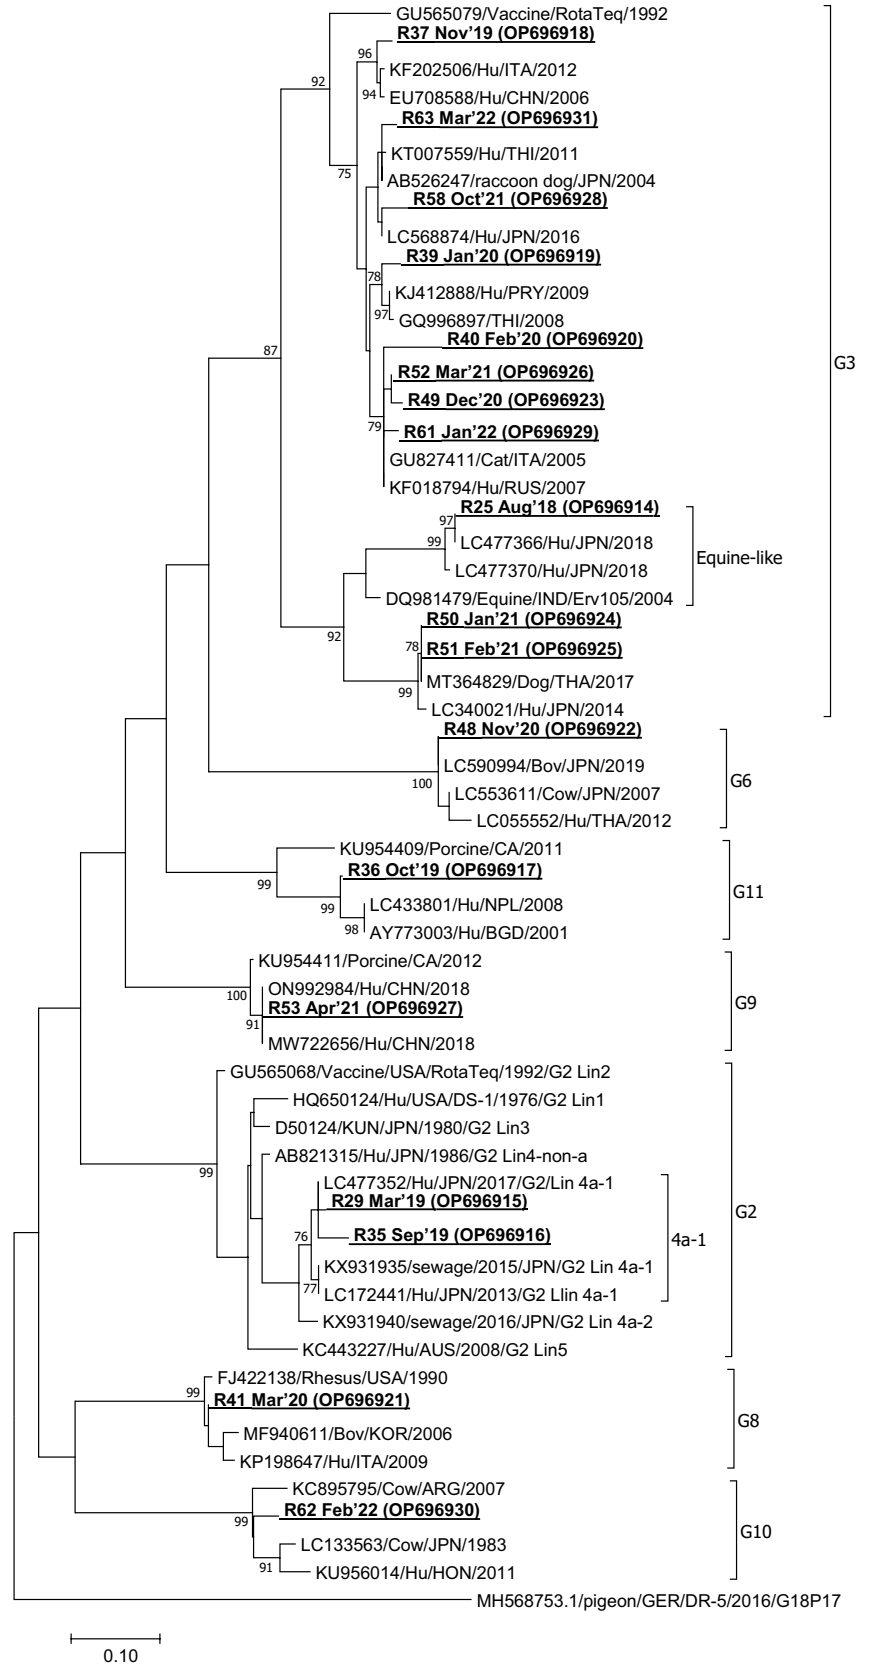 GU565079/Vaccine/RotaTeq/1992
R37 Nov’19 (OP696918)
96
KF202506/Hu/ITA/2012
92
94
EU708588/Hu/CHN/2006
R63 Mar’22 (OP696931)
KT007559/Hu/THI/2011
75
AB526247/raccoon dog/JPN/2004
R58 Oct’21 (OP696928)
LC568874/Hu/JPN/2016
R39 Jan’20 (OP696919)
78
KJ412888/Hu/PRY/2009
97
GQ996897/THI/2008
R40 Feb’20 (OP696920)
87
G3
R52 Mar’21 (OP696926)
R49 Dec’20 (OP696923)
79
R61 Jan’22 (OP696929)
GU827411/Cat/ITA/2005
KF018794/Hu/RUS/2007
R25 Aug’18 (OP696914)
97
99
LC477366/Hu/JPN/2018
Equine-like
LC477370/Hu/JPN/2018
DQ981479/Equine/IND/Erv105/2004
R50 Jan’21 (OP696924)
92
78
R51 Feb’21 (OP696925)
MT364829/Dog/THA/2017
99
LC340021/Hu/JPN/2014
R48 Nov’20 (OP696922)
LC590994/Bov/JPN/2019
100
G6
LC553611/Cow/JPN/2007
LC055552/Hu/THA/2012
KU954409/Porcine/CA/2011
R36 Oct’19 (OP696917)
99
G11
99
LC433801/Hu/NPL/2008
98
AY773003/Hu/BGD/2001
KU954411/Porcine/CA/2012
ON992984/Hu/CHN/2018
100
G9
R53 Apr’21 (OP696927)
91
MW722656/Hu/CHN/2018
GU565068/Vaccine/USA/RotaTeq/1992/G2 Lin2
HQ650124/Hu/USA/DS-1/1976/G2 Lin1
D50124/KUN/JPN/1980/G2 Lin3
AB821315/Hu/JPN/1986/G2 Lin4-non-a
99
LC477352/Hu/JPN/2017/G2/Lin 4a-1
R29 Mar’19 (OP696915)
G2
76
R35 Sep’19 (OP696916)
4a-1
KX931935/sewage/2015/JPN/G2 Lin 4a-1
77
LC172441/Hu/JPN/2013/G2 Llin 4a-1
KX931940/sewage/2016/JPN/G2 Lin 4a-2
KC443227/Hu/AUS/2008/G2 Lin5
FJ422138/Rhesus/USA/1990
99
R41 Mar’20 (OP696921)
G8
MF940611/Bov/KOR/2006
KP198647/Hu/ITA/2009
KC895795/Cow/ARG/2007
R62 Feb’22 (OP696930)
99
G10
LC133563/Cow/JPN/1983
91
KU956014/Hu/HON/2011
MH568753.1/pigeon/GER/DR-5/2016/G18P17
0.10